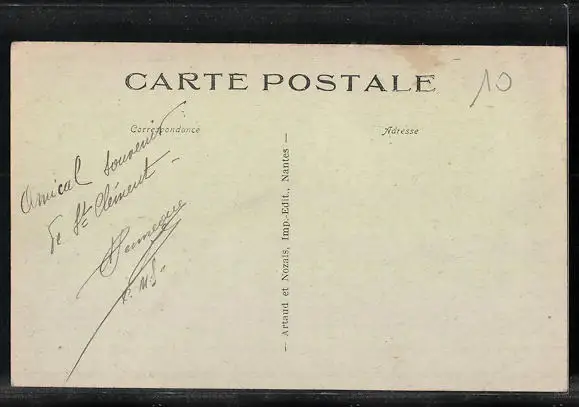 CARTE POSTALE
10
Correspondance
Adresse
Amical souvenir
de St Clément -
— Artaud et Nozais, Imp.-Edit., Nantes —